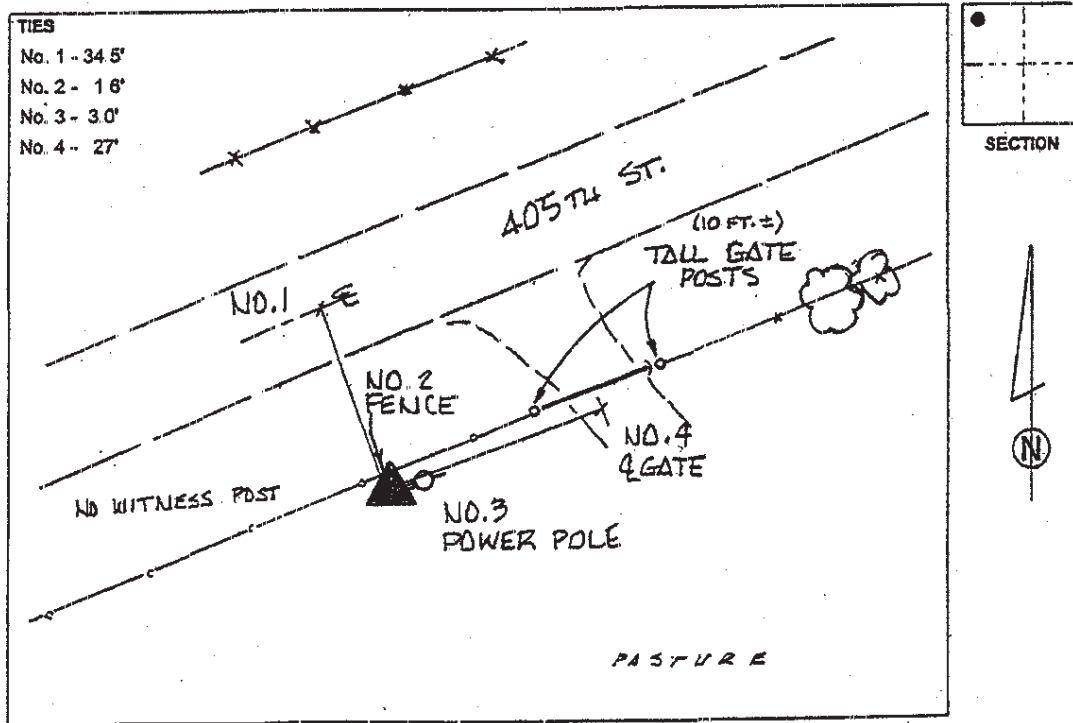 TIES
No. 1 - 34.5'
No. 2 - 1 6'
No. 3 - 3.0'
No. 4 - 27'
SECTION
405TH ST.
(10 FT.±)
TALL GATE
POSTS
NO.1
℄
NO.2
FENCE
NO.4
℄ GATE
NO WITNESS POST
NO.3
POWER POLE
N
PASTURE